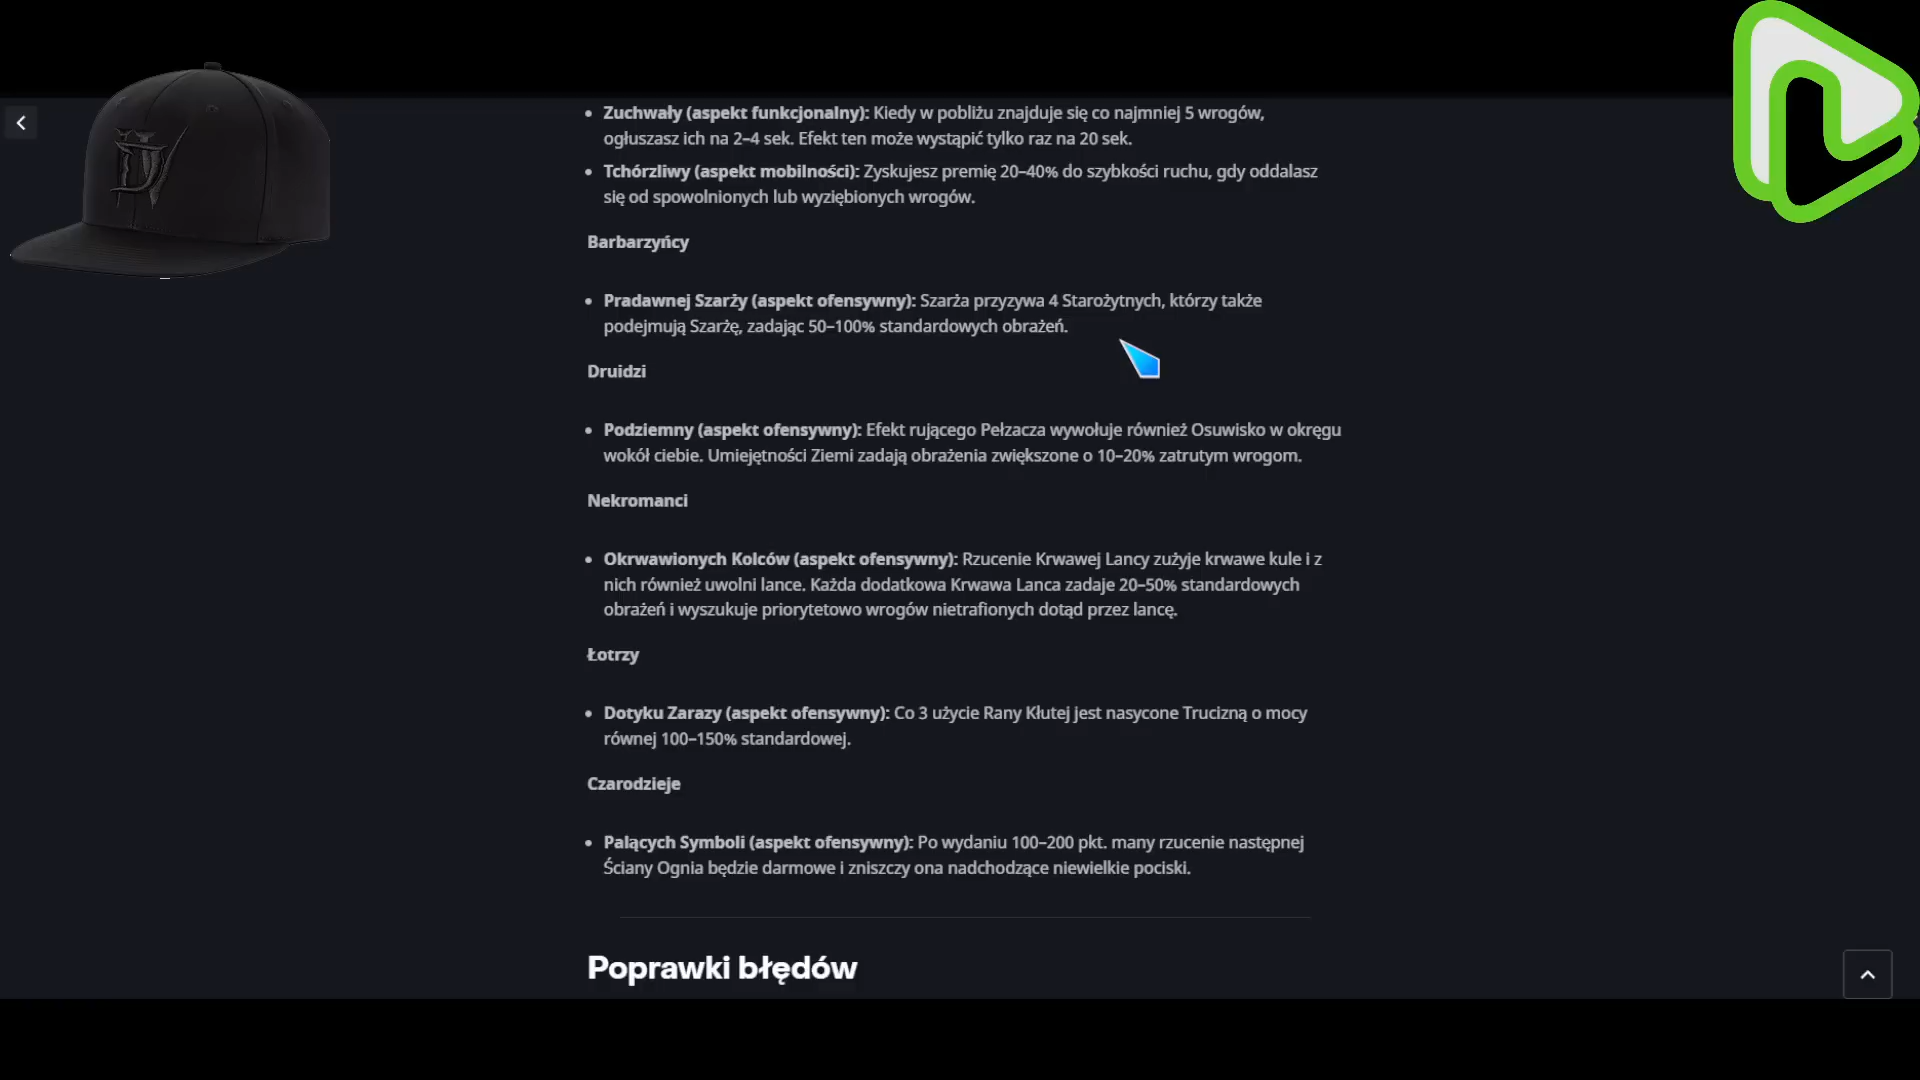 Zuchwały (aspekt funkcjonalny): Kiedy w pobliżu znajduje się co najmniej 5 wrogów,
ogłuszasz ich na 2–4 sek. Efekt ten może wystąpić tylko raz na 20 sek.
Tchórzliwy (aspekt mobilności): Zyskujesz premię 20–40% do szybkości ruchu, gdy oddalasz
się od spowolnionych lub wyziębionych wrogów.
Barbarzyńcy
Pradawnej Szarży (aspekt ofensywny): Szarża przyzywa 4 Starożytnych, którzy także
podejmują Szarżę, zadając 50–100% standardowych obrażeń.
Druidzi
Podziemny (aspekt ofensywny): Efekt rującego Pełzacza wywołuje również Osuwisko w okręgu
wokół ciebie. Umiejętności Ziemi zadają obrażenia zwiększone o 10–20% zatrutym wrogom.
Nekromanci
Okrwawionych Kolców (aspekt ofensywny): Rzucenie Krwawej Lancy zużyje krwawe kule i z
nich również uwolni lance. Każda dodatkowa Krwawa Lanca zadaje 20–50% standardowych
obrażeń i wyszukuje priorytetowo wrogów nietrafionych dotąd przez lancę.
Łotrzy
Dotyku Zarazy (aspekt ofensywny): Co 3 użycie Rany Kłutej jest nasycone Trucizną o mocy
równej 100–150% standardowej.
Czarodzieje
Palących Symboli (aspekt ofensywny): Po wydaniu 100–200 pkt. many rzucenie następnej
Ściany Ognia będzie darmowe i zniszczy ona nadchodzące niewielkie pociski.
Poprawki błędów